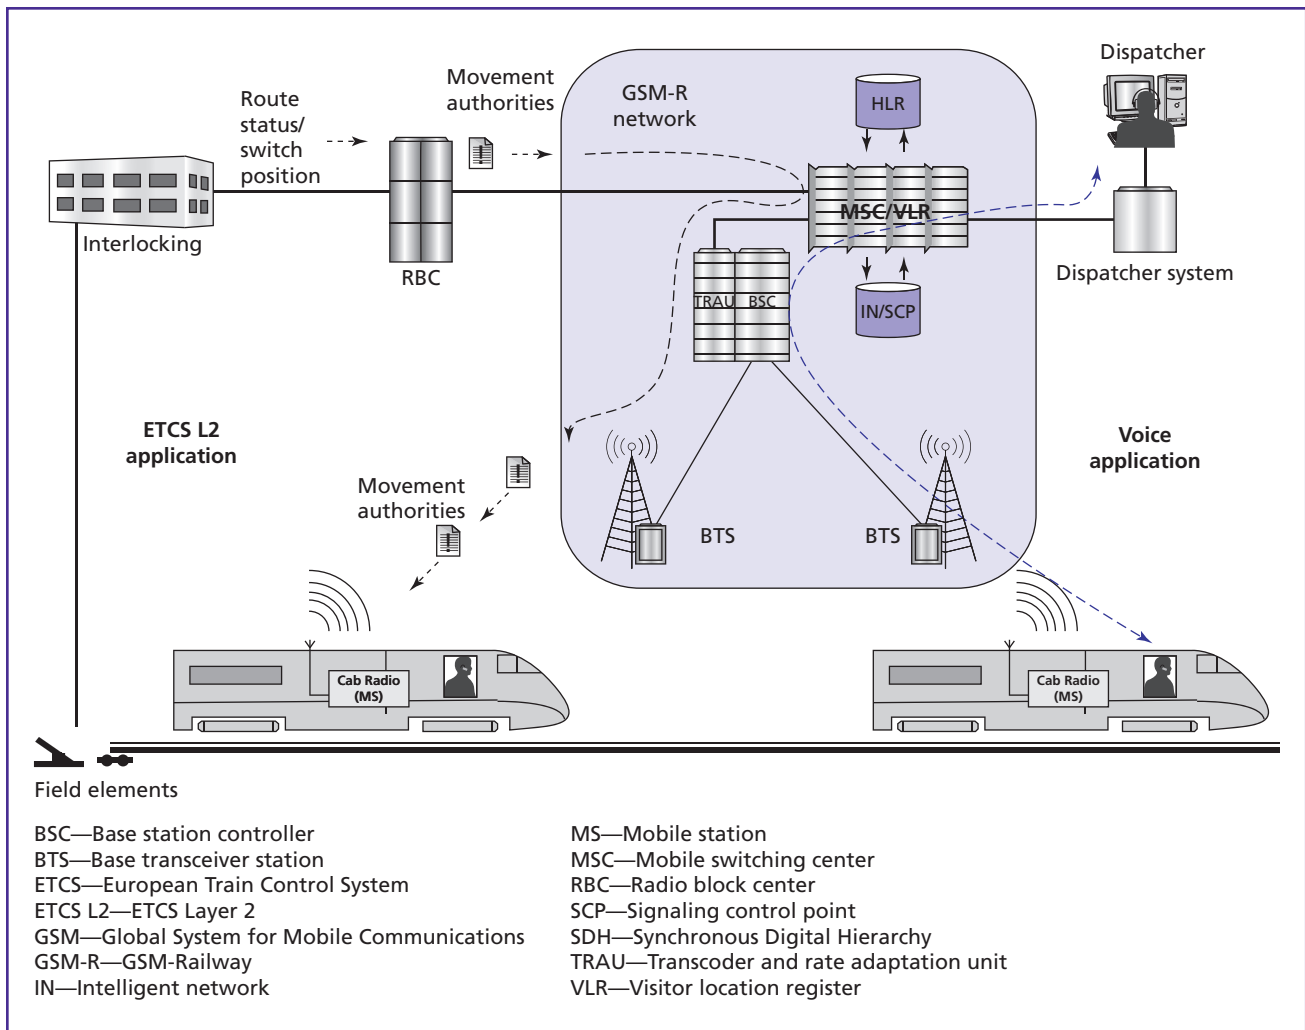 Dispatcher
Movement
authorities
GSM-R
network
HLR
Route
status/
switch
position
MSC/VLR
Interlocking
RBC
Dispatcher system
TRAU
BSC
IN/SCP
ETCS L2
application
Voice
application
Movement
authorities
BTS
BTS
Cab Radio
(MS)
Cab Radio
(MS)
Field elements
BSC—Base station controller
BTS—Base transceiver station
ETCS—European Train Control System
ETCS L2—ETCS Layer 2
GSM—Global System for Mobile Communications
GSM-R—GSM-Railway
IN—Intelligent network
MS—Mobile station
MSC—Mobile switching center
RBC—Radio block center
SCP—Signaling control point
SDH—Synchronous Digital Hierarchy
TRAU—Transcoder and rate adaptation unit
VLR—Visitor location register